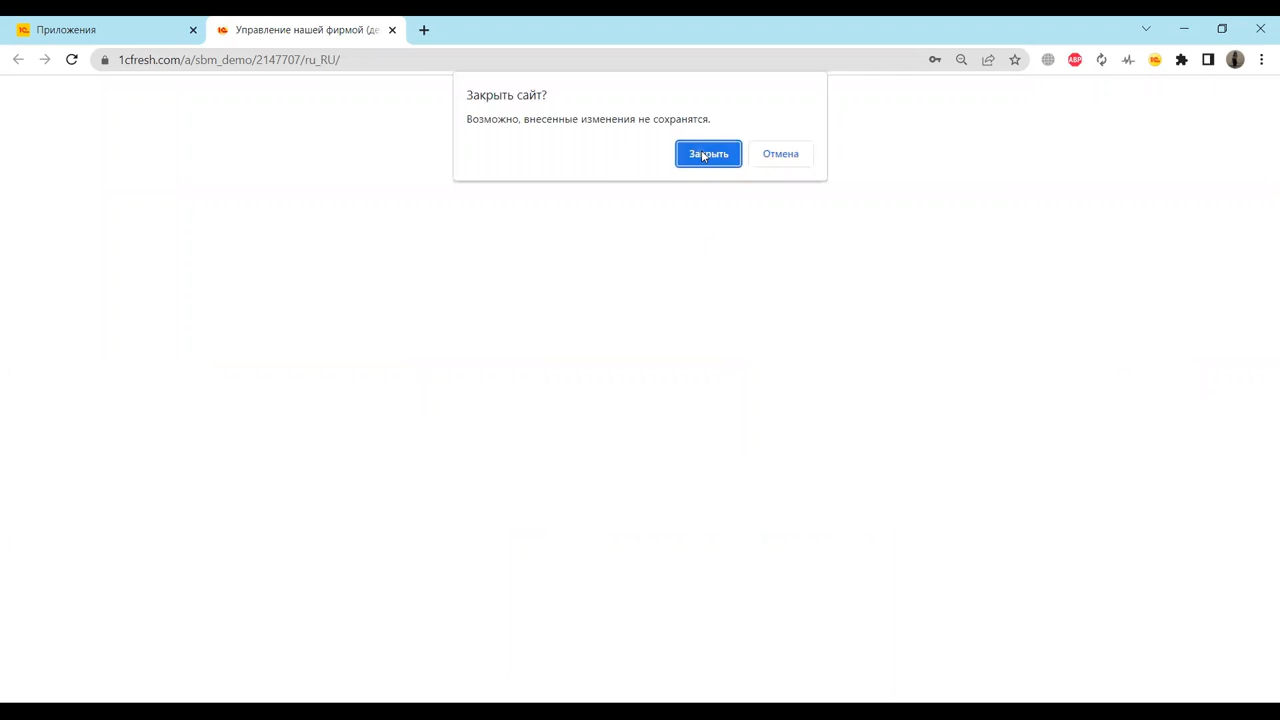 Приложения
Управление нашей фирмой (де
1cfresh.com/a/sbm_demo/2147707/ru_RU/
ABP
Закрыть сайт?
Возможно, внесенные изменения не сохранятся.
Закрыть
Отмена